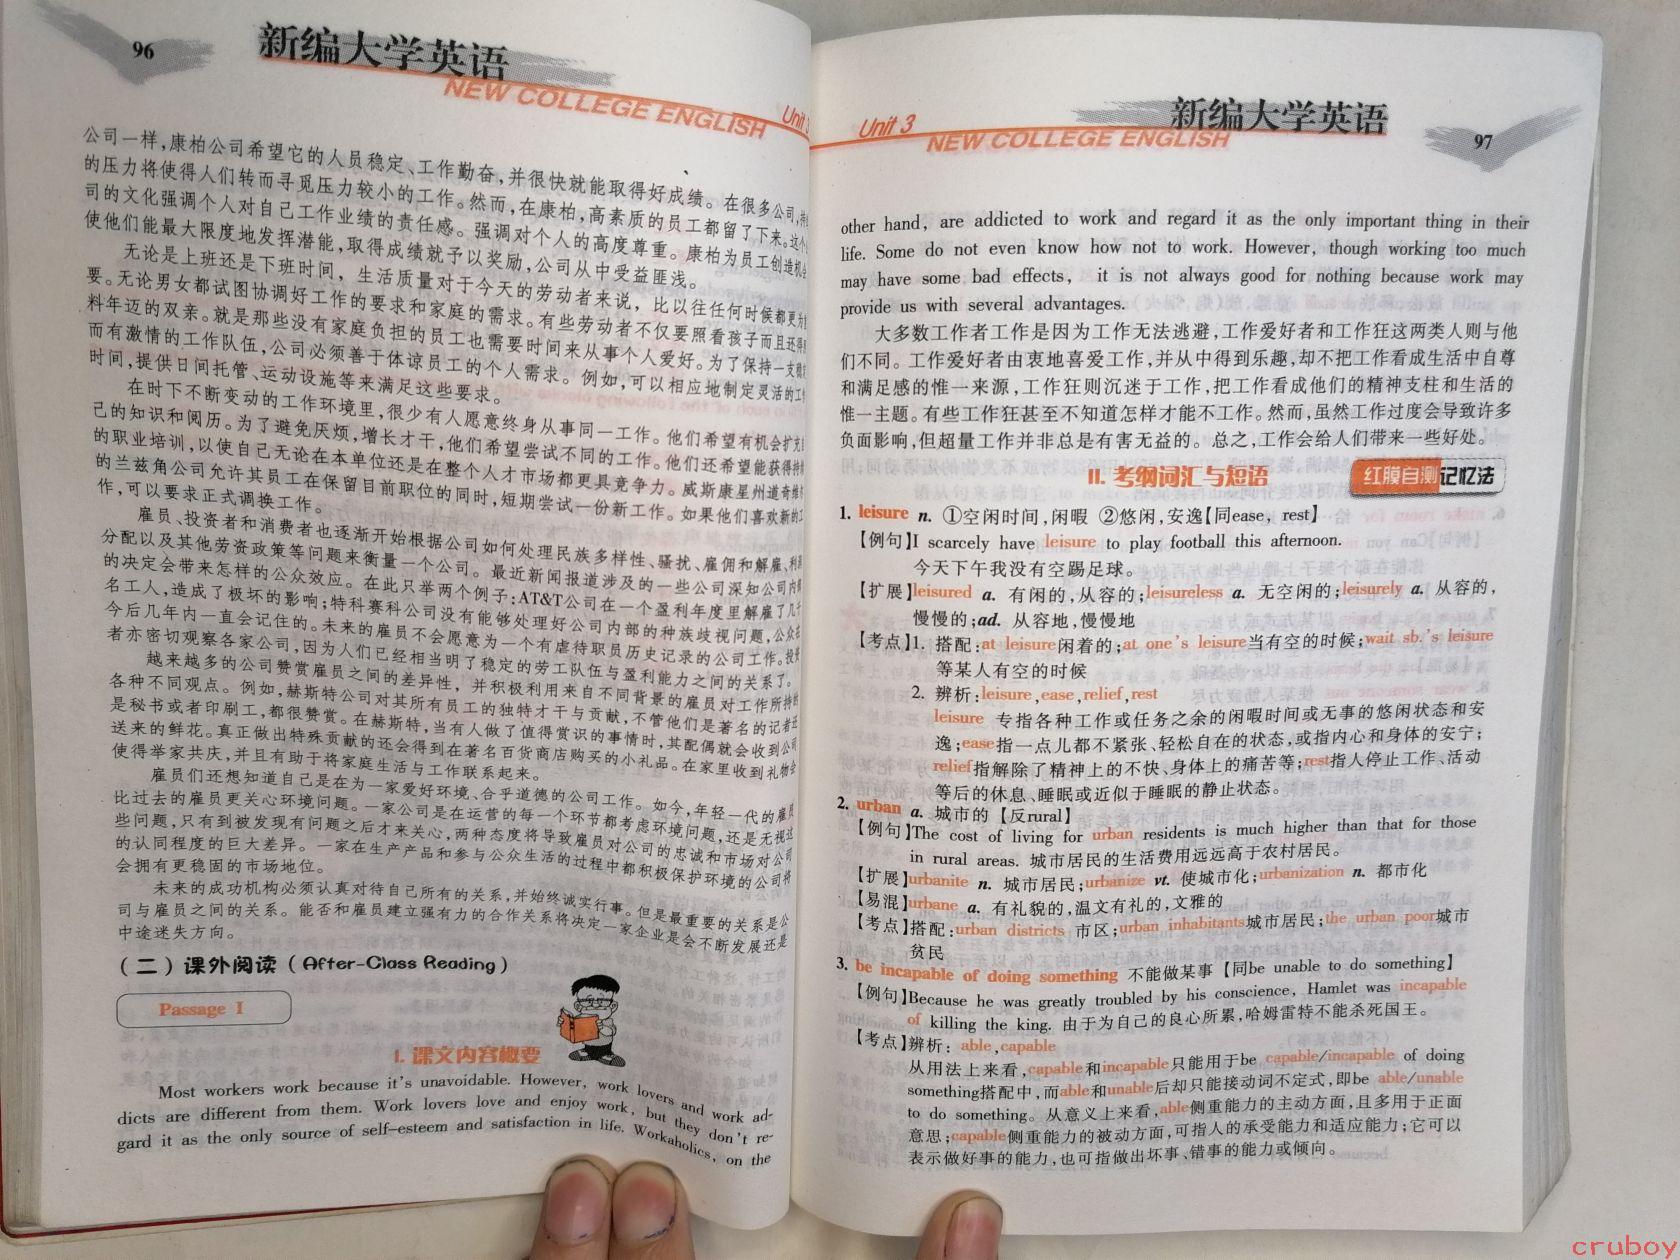 96
新编大学英语
NEW COLLEGE ENGLISH
Unit 3
公司一样,康柏公司希望它的人员稳定、工作勤奋,并很快就能取得好成绩。在很多公司,
的压力将使得人们转而寻觅压力较小的工作。然而,在康柏,高素质的员工都留了下来。这个
司的文化强调个人对自己工作业绩的责任感。强调对个人的高度尊重。康柏为员工创造机会
使他们能最大限度地发挥潜能,取得成绩就予以奖励,公司从中受益匪浅。
无论是上班还是下班时间,生活质量对于今天的劳动者来说,比以往任何时候都更为
要。无论男女都试图协调好工作的要求和家庭的需求。有些劳动者不仅要照看孩子而且还得
料年迈的双亲。就是那些没有家庭负担的员工也需要时间来从事个人爱好。为了保持一支
而有激情的工作队伍,公司必须善于体谅员工的个人需求。例如,可以相应地制定灵活的工
时间,提供日间托管、运动设施等来满足这些要求。
在时下不断变动的工作环境里,很少有人愿意终身从事同一工作。他们希望有机会扩充自
己的知识和阅历。为了避免厌烦,增长才干,他们希望尝试不同的工作。他们还希望能获得持
的职业培训,以使自己无论在本单位还是在整个人才市场都更具竞争力。威斯康星州道奇维
的兰兹角公司允许其员工在保留目前职位的同时,短期尝试一份新工作。如果他们喜欢新的工
作,可以要求正式调换工作。
雇员、投资者和消费者也逐渐开始根据公司如何处理民族多样性、骚扰、雇佣和解雇、利润
分配以及其他劳资政策等问题来衡量一个公司。最近新闻报道涉及的一些公司深知公司内部
的决定会带来怎样的公众效应。在此只举两个例子:AT&T公司在一个盈利年度里解雇了几千
名工人,造成了极坏的影响;特科赛科公司没有能够处理好公司内部的种族歧视问题,公众在
今后几年内一直会记住的。未来的雇员不会愿意为一个有虐待职员历史记录的公司工作。投资
者亦密切观察各家公司,因为人们已经相当明了稳定的劳工队伍与盈利能力之间的关系了。
越来越多的公司赞赏雇员之间的差异性,并积极利用来自不同背景的雇员对工作所持的
各种不同观点。例如,赫斯特公司对其所有员工的独特才干与贡献,不管他们是著名的记者还
是秘书或者印刷工,都很赞赏。在赫斯特,当有人做了值得赏识的事情时,其配偶就会收到公司
送来的鲜花。真正做出特殊贡献的还会得到在著名百货商店购买的小礼品。在家里收到礼物会
使得举家共庆,并且有助于将家庭生活与工作联系起来。
雇员们还想知道自己是在为一家爱好环境、合乎道德的公司工作。如今,年轻一代的雇员
比过去的雇员更关心环境问题。一家公司是在运营的每一个环节都考虑环境问题,还是无视这
些问题,只有到被发现有问题之后才来关心,两种态度将导致雇员对公司的忠诚和市场对公司
的认同程度的巨大差异。一家在生产产品和参与公众生活的过程中都积极保护环境的公司将
会拥有更稳固的市场地位。
未来的成功机构必须认真对待自己所有的关系,并始终诚实行事。但是最重要的关系是公
司与雇员之间的关系。能否和雇员建立强有力的合作关系将决定一家企业是会不断发展还是
中途迷失方向。
(二)课外阅读(After-Class Reading)
Passage I
I. 课文内容概要
Most workers work because it's unavoidable. However, work lovers and work ad-
dicts are different from them. Work lovers love and enjoy work, but they don't re-
gard it as the only source of self-esteem and satisfaction in life. Workaholics, on the
Unit 3
NEW COLLEGE ENGLISH
新编大学英语
97
other hand, are addicted to work and regard it as the only important thing in their
life. Some do not even know how not to work. However, though working too much
may have some bad effects, it is not always good for nothing because work may
provide us with several advantages.
大多数工作者工作是因为工作无法逃避,工作爱好者和工作狂这两类人则与他
们不同。工作爱好者由衷地喜爱工作,并从中得到乐趣,却不把工作看成生活中自尊
和满足感的惟一来源,工作狂则沉迷于工作,把工作看成他们的精神支柱和生活的
惟一主题。有些工作狂甚至不知道怎样才能不工作。然而,虽然工作过度会导致许多
负面影响,但超量工作并非总是有害无益的。总之,工作会给人们带来一些好处。
II. 考纲词汇与短语
红膜自测记忆法
1. leisure n. ①空闲时间,闲暇 ②悠闲,安逸【同ease, rest】
【例句】I scarcely have leisure to play football this afternoon.
今天下午我没有空踢足球。
【扩展】leisured a. 有闲的,从容的;leisureless a. 无空闲的;leisurely a. 从容的,
慢慢的;ad. 从容地,慢慢地
【考点】1. 搭配:at leisure闲着的;at one's leisure当有空的时候;wait sb.'s leisure
等某人有空的时候
2. 辨析:leisure,ease,relief,rest
leisure 专指各种工作或任务之余的闲暇时间或无事的悠闲状态和安
逸;ease指一点儿都不紧张、轻松自在的状态,或指内心和身体的安宁;
relief指解除了精神上的不快、身体上的痛苦等;rest指人停止工作、活动
等后的休息、睡眠或近似于睡眠的静止状态。
2. urban a. 城市的【反rural】
【例句】The cost of living for urban residents is much higher than that for those
in rural areas. 城市居民的生活费用远远高于农村居民。
【扩展】urbanite n. 城市居民;urbanize vt. 使城市化;urbanization n. 都市化
【易混】urbane a. 有礼貌的,温文有礼的,文雅的
【考点】搭配:urban districts 市区;urban inhabitants城市居民;the urban poor城市
贫民
3. be incapable of doing something 不能做某事【同be unable to do something】
【例句】Because he was greatly troubled by his conscience, Hamlet was incapable
of killing the king. 由于为自己的良心所累,哈姆雷特不能杀死国王。
【考点】辨析: able,capable
从用法上来看,capable和incapable只能用于be capable/incapable of doing
something搭配中,而able和unable后却只能接动词不定式,即be able/unable
to do something。从意义上来看,able侧重能力的主动方面,且多用于正面
意思;capable侧重能力的被动方面,可指人的承受能力和适应能力;它可以
表示做好事的能力,也可指做出坏事、错事的能力或倾向。
cruboy